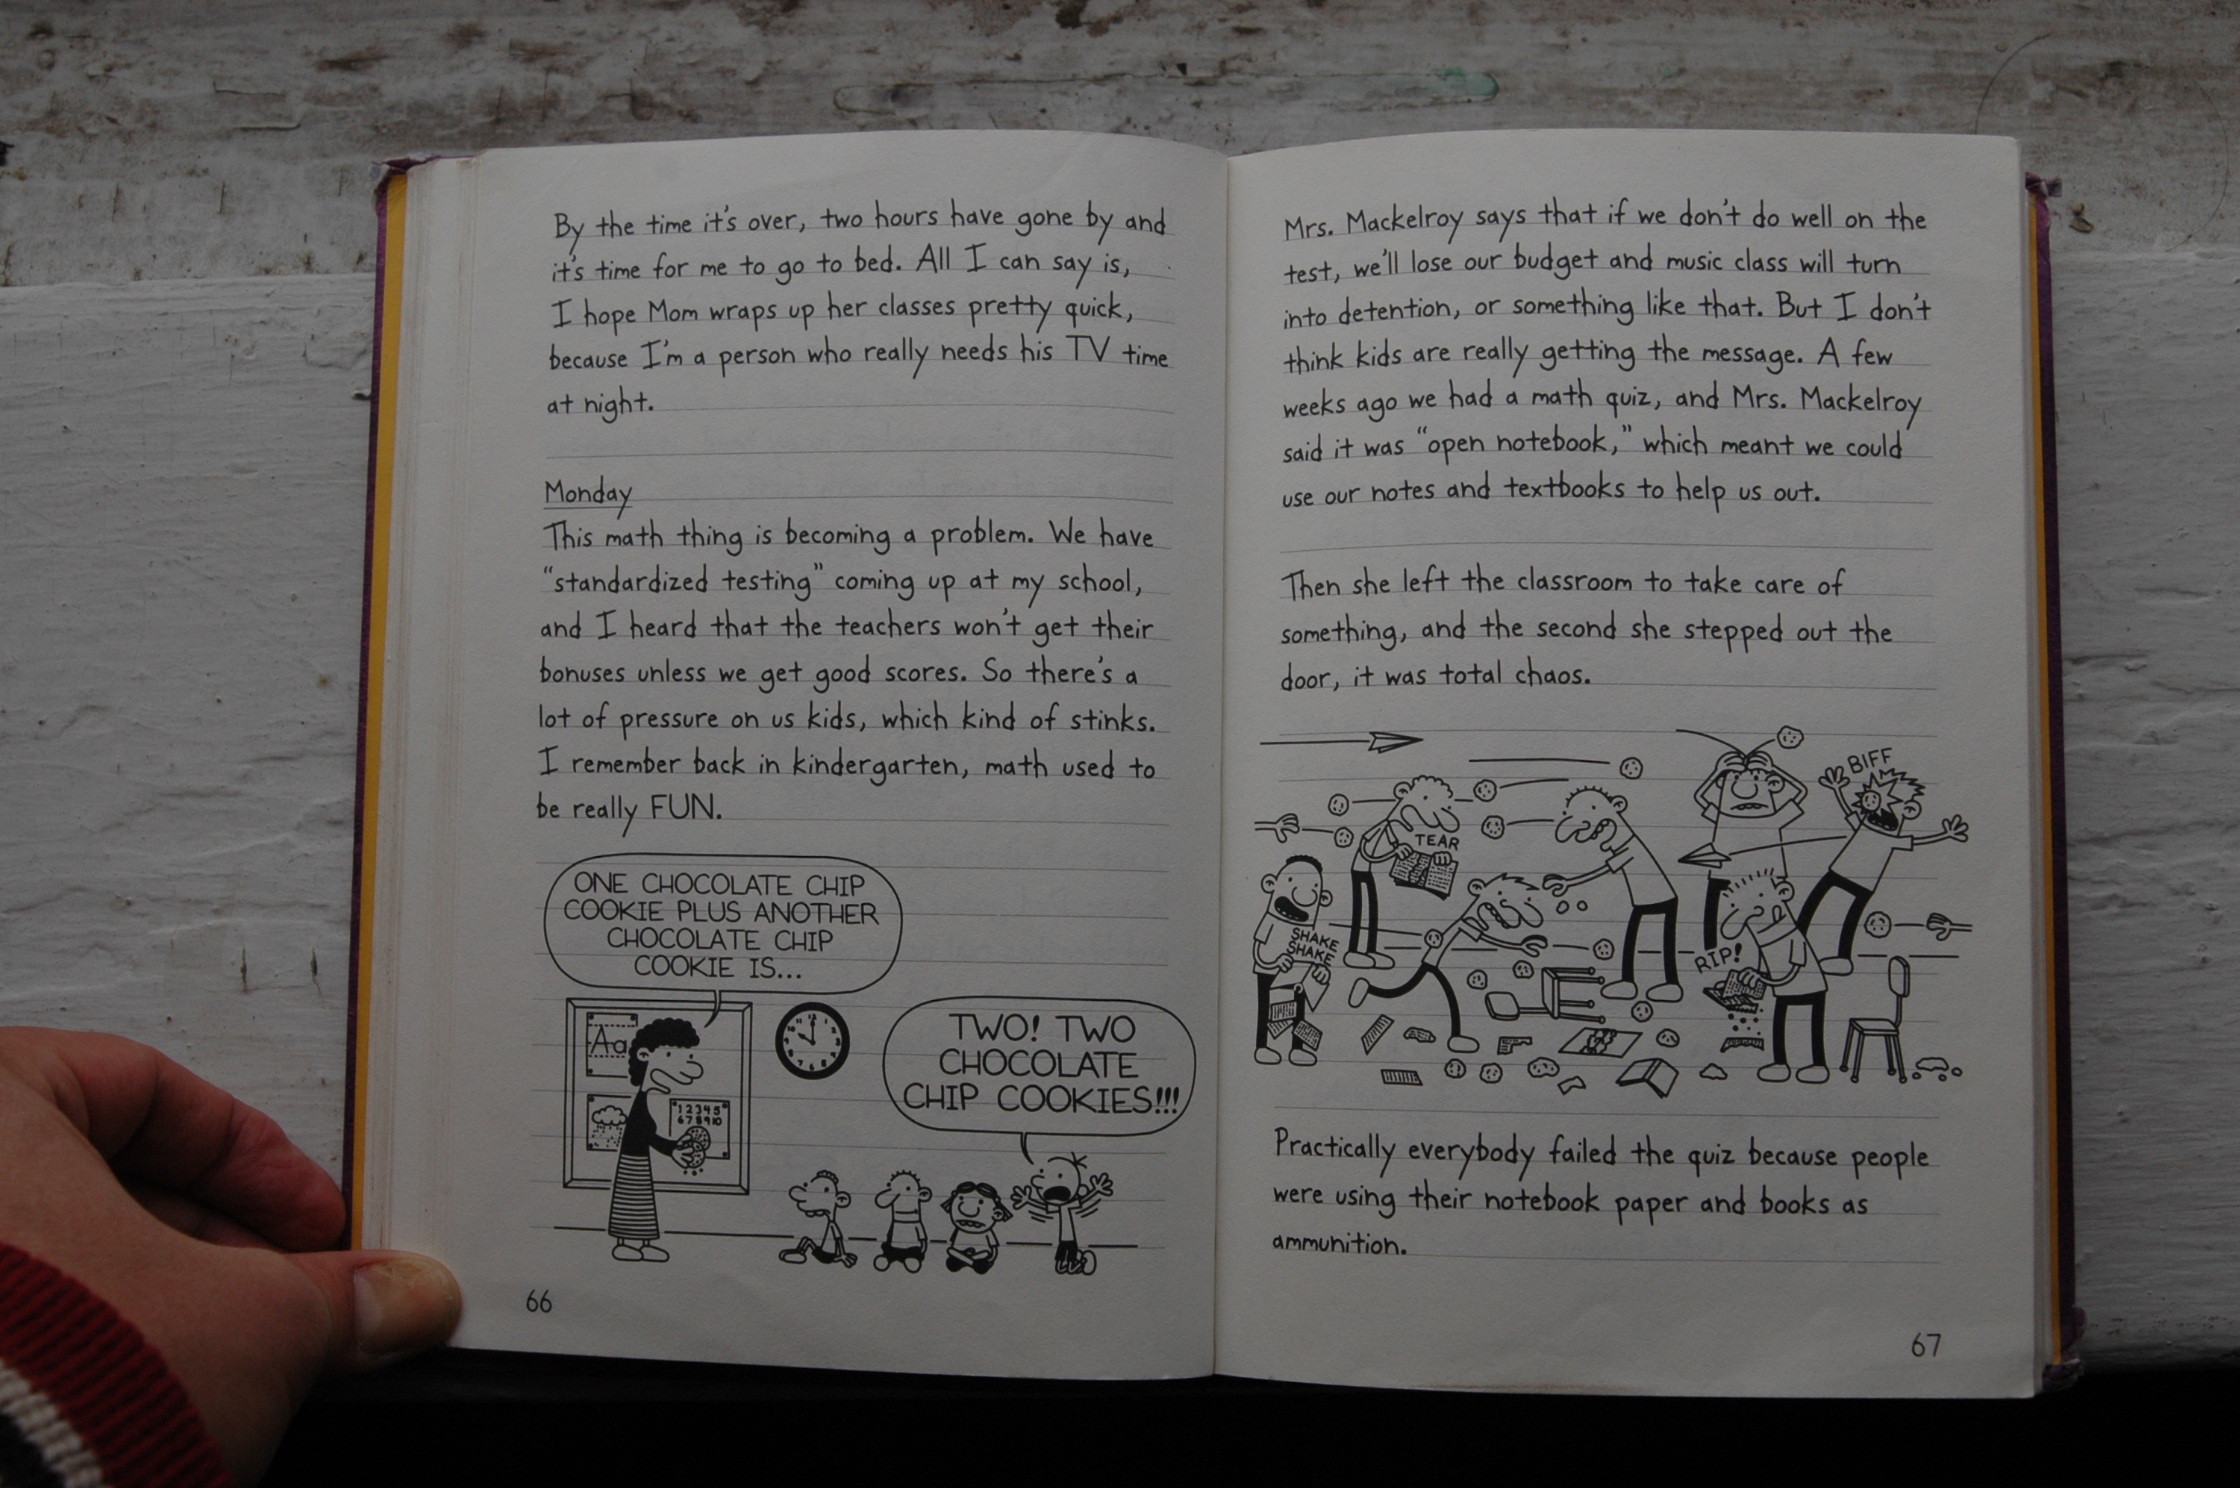 By the time it's over, two hours have gone by and
it's time for me to go to bed. All I can say is,
I hope Mom wraps up her classes pretty quick,
because I'm a person who really needs his TV time
at night.
Monday
This math thing is becoming a problem. We have
"standardized testing" coming up at my school,
and I heard that the teachers won't get their
bonuses unless we get good scores. So there's a
lot of pressure on us kids, which kind of stinks.
I remember back in kindergarten, math used to
be really FUN.
ONE CHOCOLATE CHIP
COOKIE PLUS ANOTHER
CHOCOLATE CHIP
COOKIE IS...
Aa
12345
678910
TWO! TWO
CHOCOLATE
CHIP COOKIES!!!
66
Mrs. Mackelroy says that if we don't do well on the
test, we'll lose our budget and music class will turn
into detention, or something like that. But I don't
think kids are really getting the message. A few
weeks ago we had a math quiz, and Mrs. Mackelroy
said it was "open notebook," which meant we could
use our notes and textbooks to help us out.
Then she left the classroom to take care of
something, and the second she stepped out the
door, it was total chaos.
BIFF
TEAR
SHAKE
SHAKE
RIP!
Practically everybody failed the quiz because people
were using their notebook paper and books as
ammunition.
67